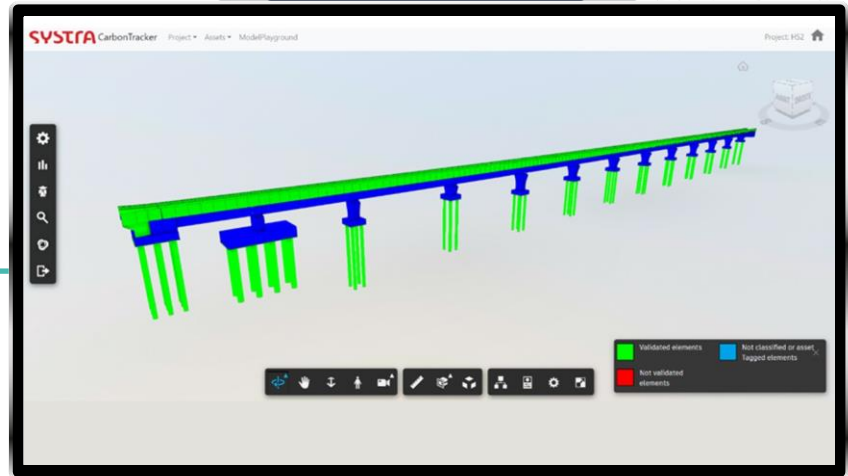 SYSTRA CarbonTracker Project Assets ModelPlayground Project: HS2
Validated elements
Not classified or asset
Tagged elements
Not validated
elements